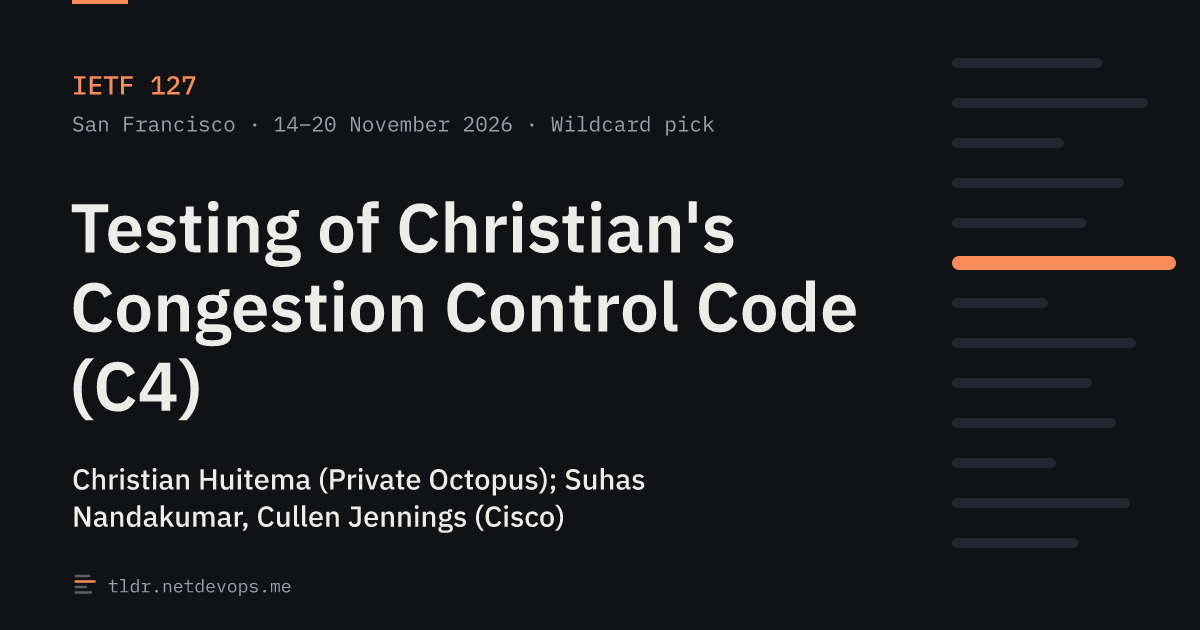 IETF 127
San Francisco · 14–20 November 2026 · Wildcard pick
Testing of Christian's
Congestion Control Code
(C4)
Christian Huitema (Private Octopus); Suhas
Nandakumar, Cullen Jennings (Cisco)
tldr.netdevops.me